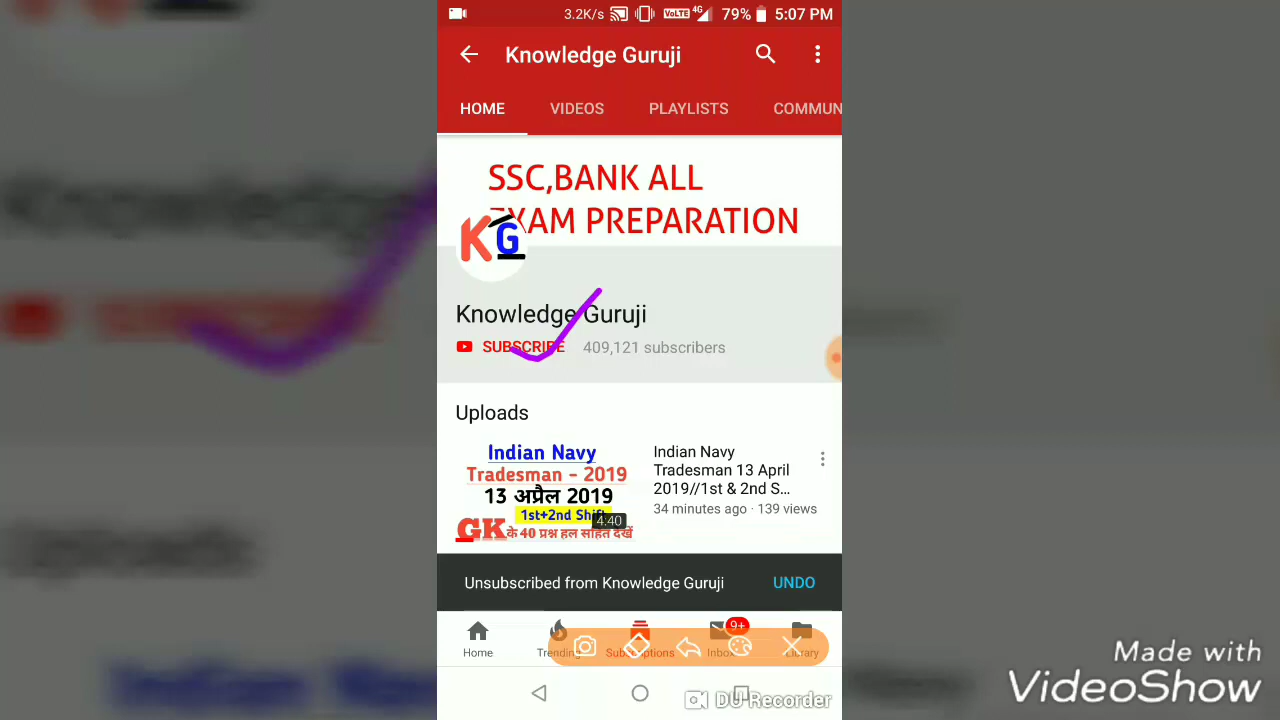 3.2K/s VoLTE 4G 79% 5:07 PM
Knowledge Guruji
HOME VIDEOS PLAYLISTS COMMUN
SSC,BANK ALL
EXAM PREPARATION
KG
Knowledge Guruji
SUBSCRIBE 409,121 subscribers
Uploads
Indian Navy
Tradesman - 2019
13 अप्रैल 2019
1st+2nd Shift
4:40
GK के 40 प्रश्न हल सहित देखें
Indian Navy
Tradesman 13 April
2019//1st & 2nd S...
34 minutes ago · 139 views
Unsubscribed from Knowledge Guruji UNDO
9+
Home Trending Subscriptions Inbox Library
DU Recorder
Made with
VideoShow